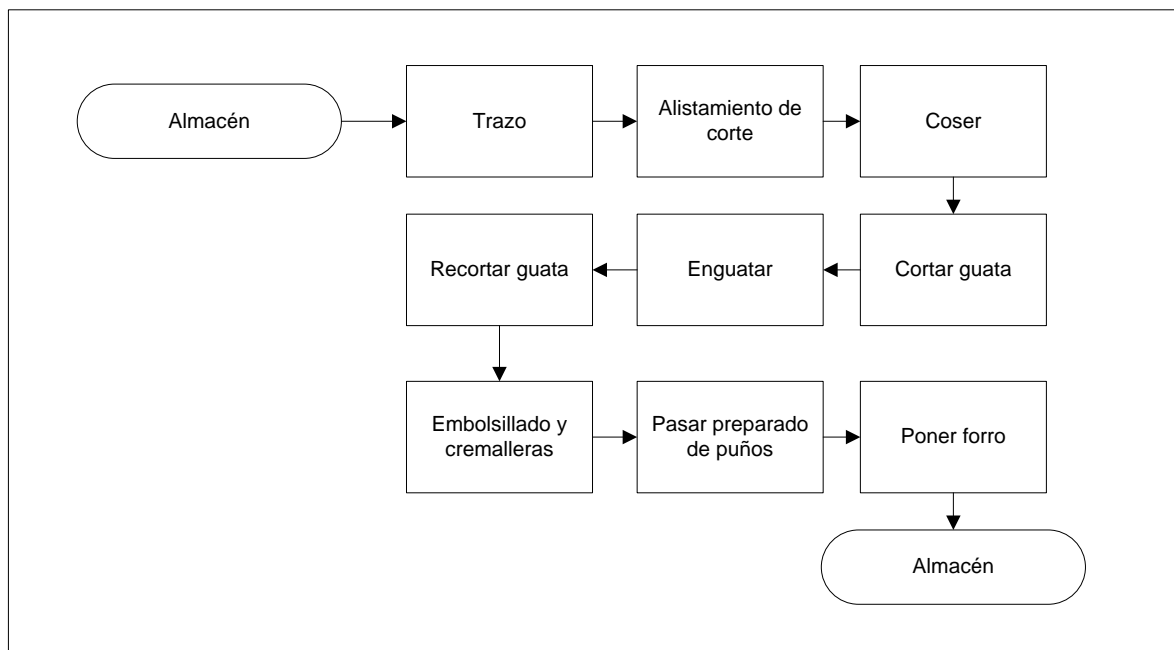 Almacén
Trazo
Alistamiento de
corte
Coser
Cortar guata
Enguatar
Recortar guata
Embolsillado y
cremalleras
Pasar preparado
de puños
Poner forro
Almacén